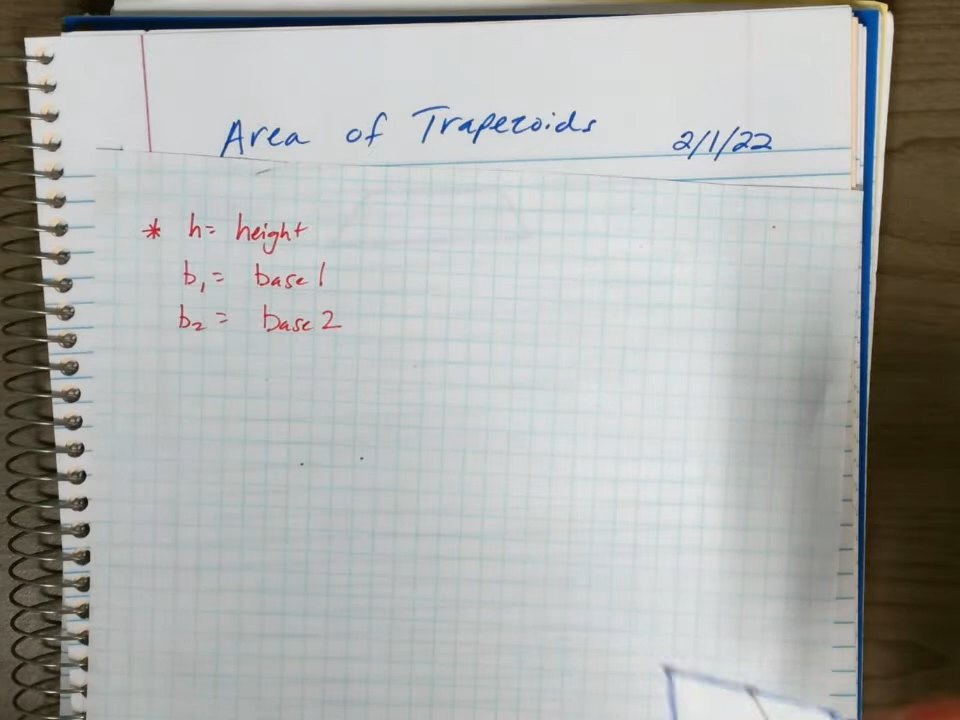 Area of Trapezoids 2/1/22
* h = height
b₁ = base 1
b₂ = base 2